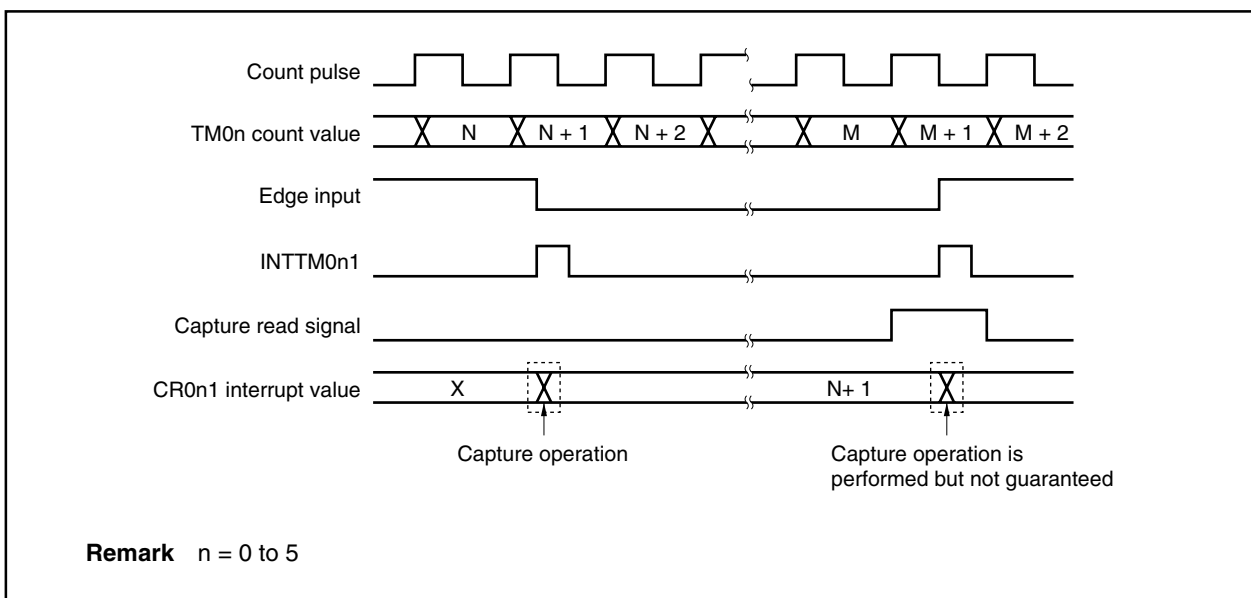 Count pulse
TM0n count value N N + 1 N + 2 M M + 1 M + 2
Edge input
INTTM0n1
Capture read signal
CR0n1 interrupt value X N+ 1
Capture operation
Capture operation is
performed but not guaranteed
Remark n = 0 to 5